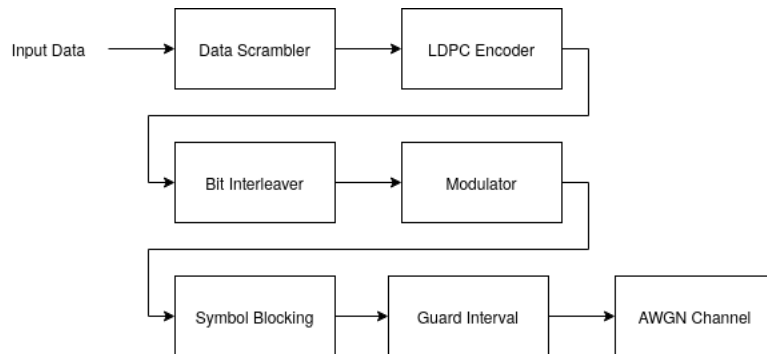 Input Data
Data Scrambler
LDPC Encoder
Bit Interleaver
Modulator
Symbol Blocking
Guard Interval
AWGN Channel